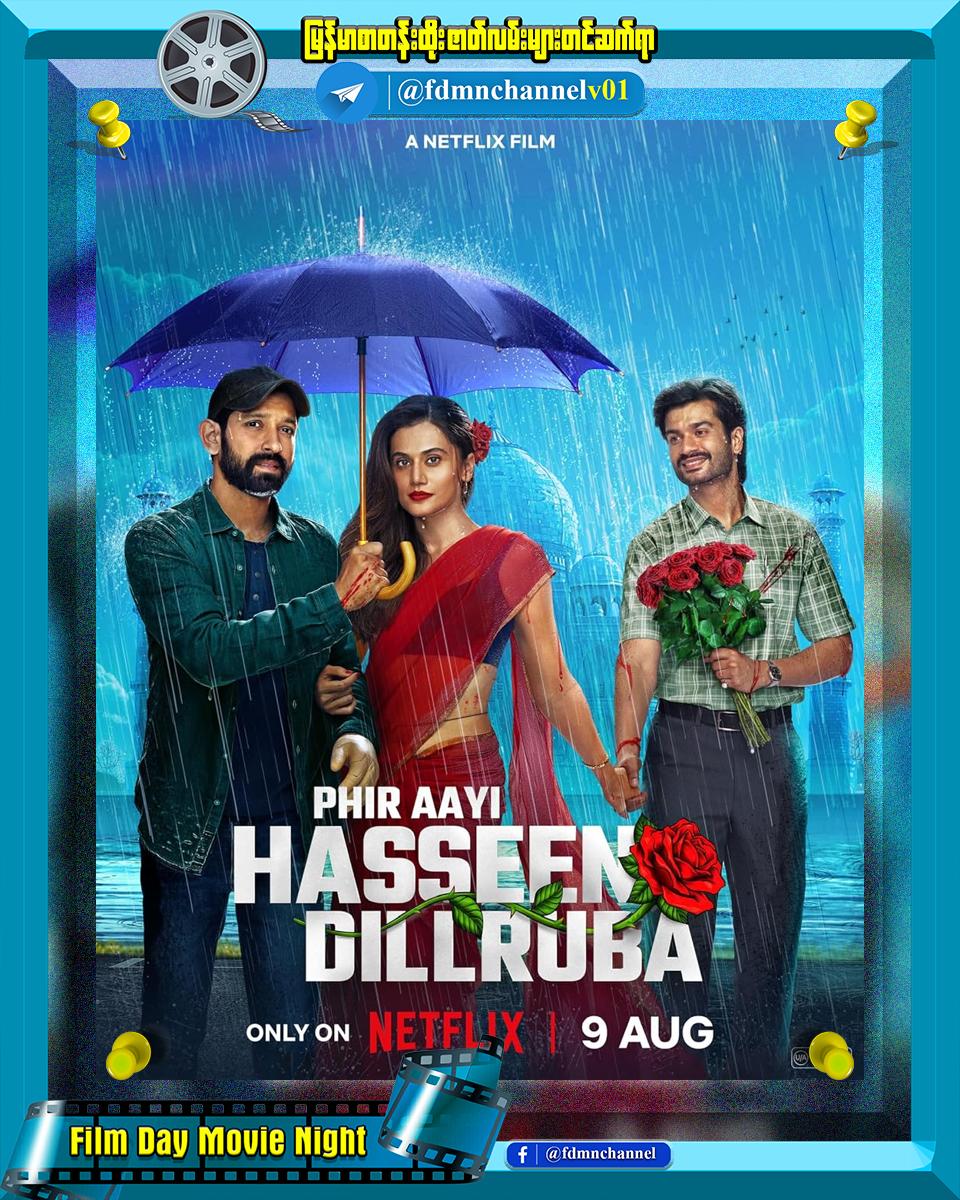 မြန်မာစာတန်းထိုးဇာတ်လမ်းများတင်ဆက်ရာ
@fdmnchannelv01
A NETFLIX FILM
PHIR AAYI
HASSEEN
DILLRUBA
ONLY ON NETFLIX | 9 AUG
U/A
Film Day Movie Night
f | @fdmnchannel